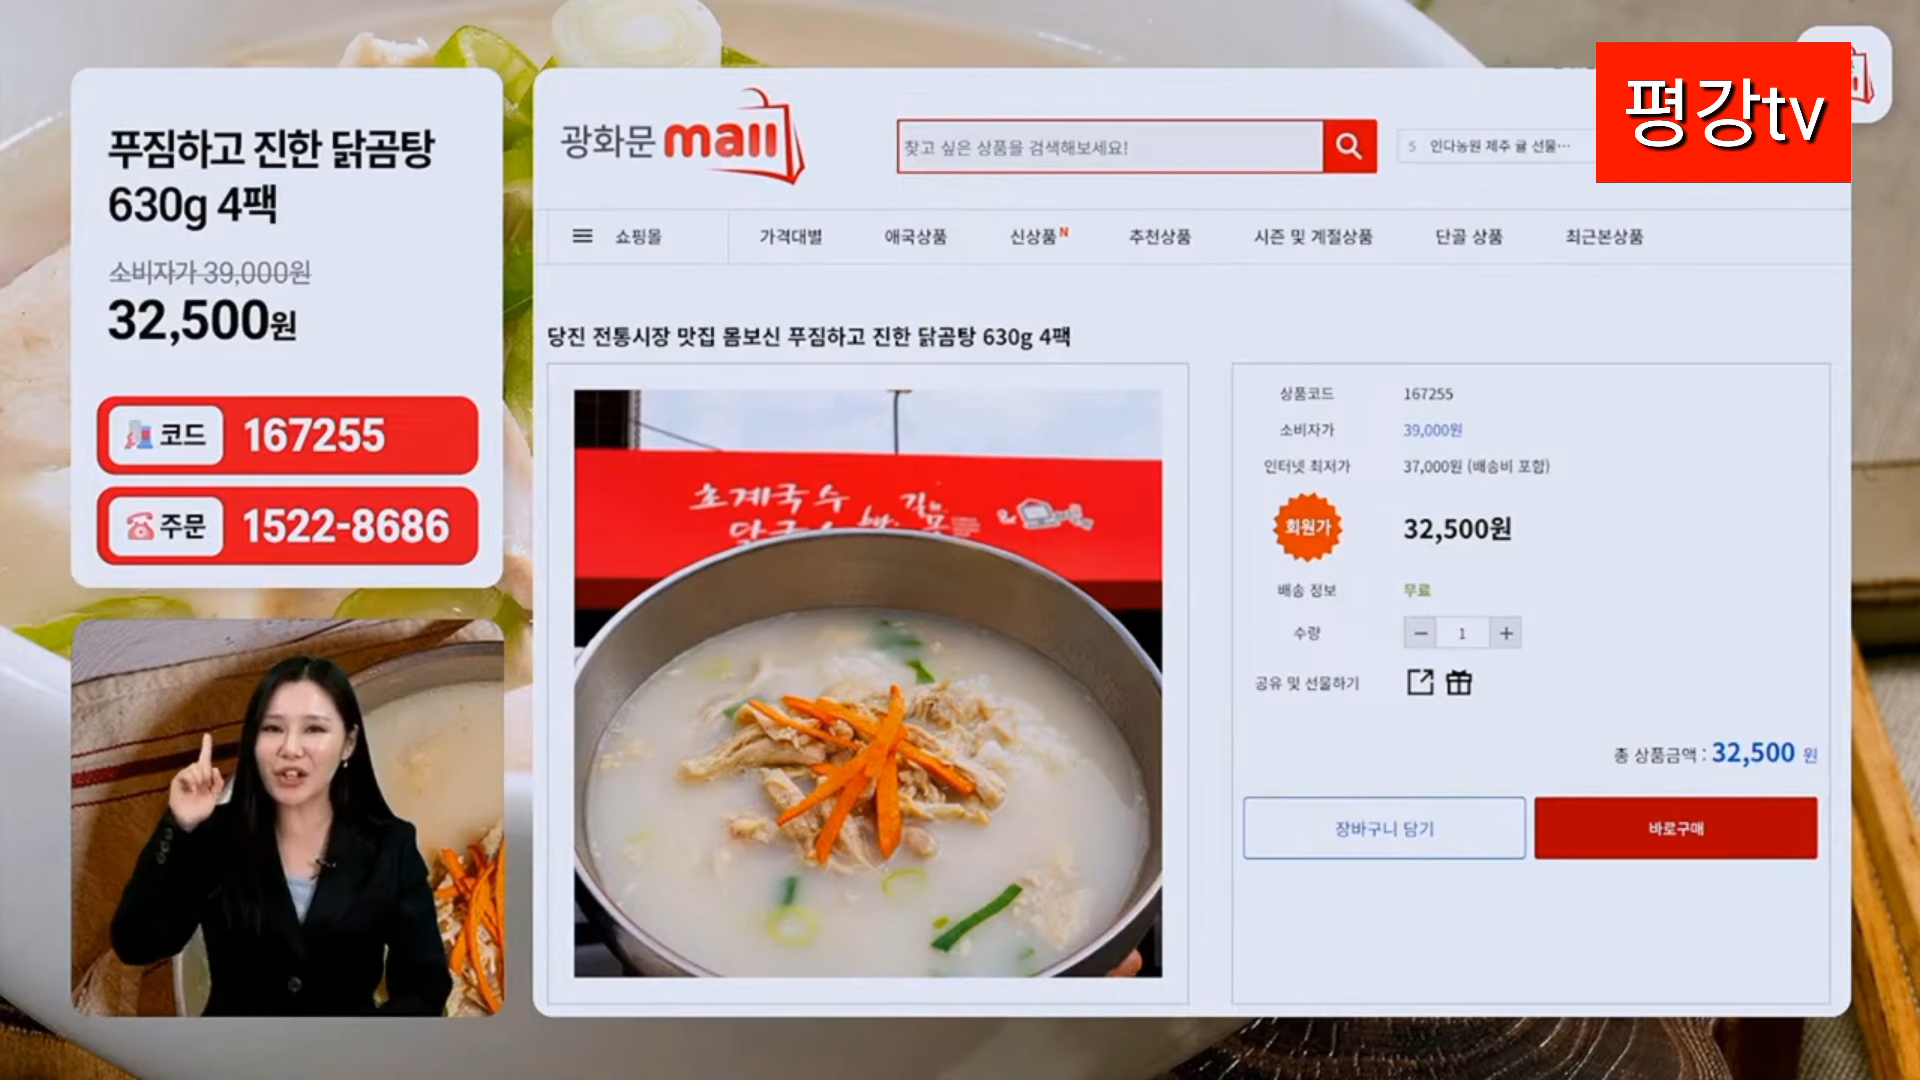 푸짐하고 진한 닭곰탕
630g 4팩
소비자가 39,000원
32,500원
코드 167255
주문 1522-8686
광화문 mall
찾고 싶은 상품을 검색해보세요!
5 인다농원 제주 귤 선물…
평강tv
쇼핑몰 가격대별 애국상품 신상품N 추천상품 시즌 및 계절상품 단골 상품 최근본상품
당진 전통시장 맛집 몸보신 푸짐하고 진한 닭곰탕 630g 4팩
초계국수
상품코드 167255
소비자가 39,000원
인터넷 최저가 37,000원 (배송비 포함)
회원가 32,500원
배송 정보 무료
수량 − 1 +
공유 및 선물하기
총 상품금액 : 32,500 원
장바구니 담기 바로구매